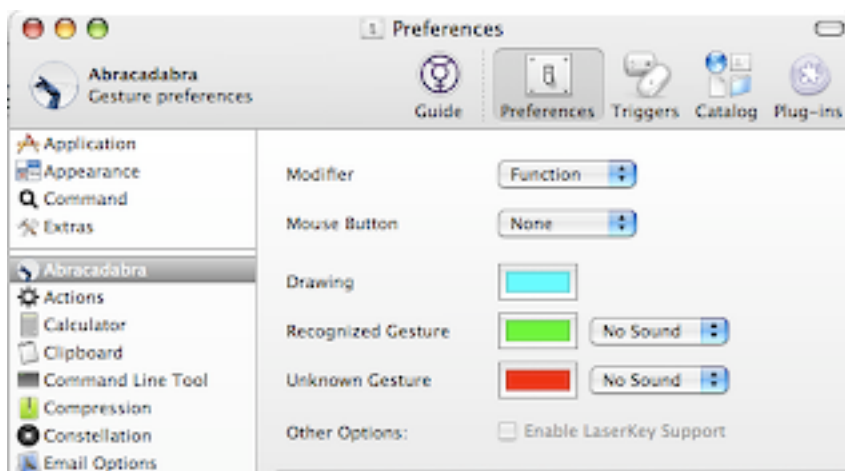 Preferences
Abracadabra
Gesture preferences
Guide
Preferences
Triggers
Catalog
Plug-ins
Application
Appearance
Command
Extras
Abracadabra
Actions
Calculator
Clipboard
Command Line Tool
Compression
Constellation
Email Options
Modifier
Function
Mouse Button
None
Drawing
Recognized Gesture
No Sound
Unknown Gesture
No Sound
Other Options:
Enable LaserKey Support